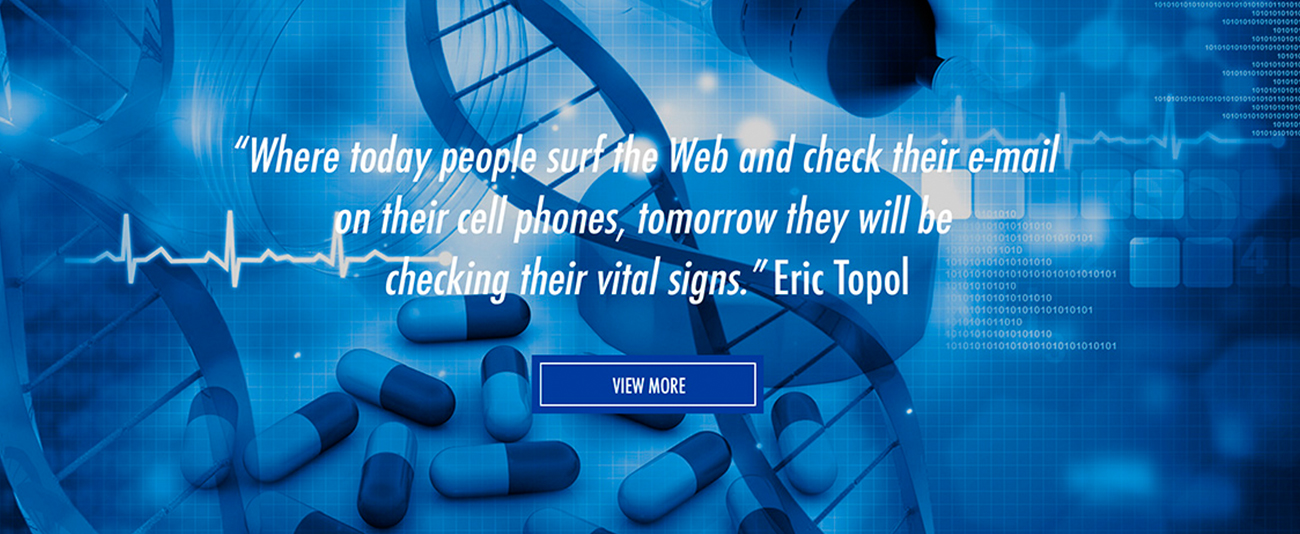 “Where today people surf the Web and check their e-mail
on their cell phones, tomorrow they will be
checking their vital signs.” Eric Topol
VIEW MORE